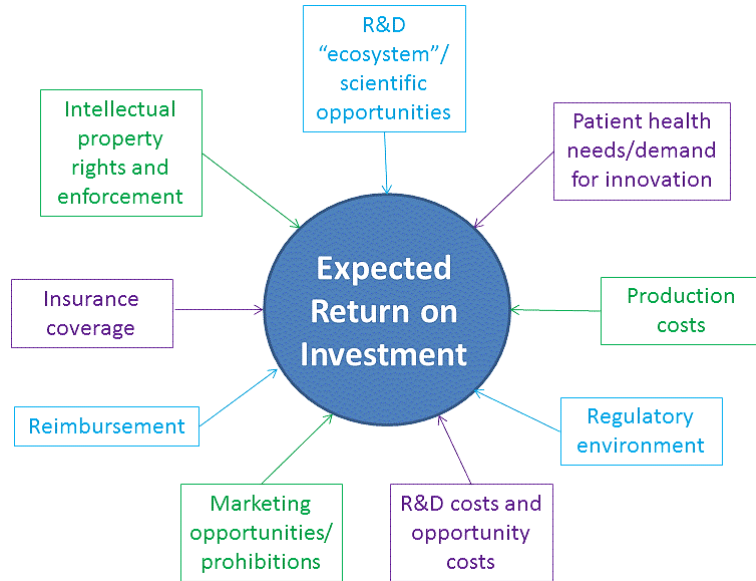 R&D
“ecosystem”/
scientific
opportunities
Patient health
needs/demand
for innovation
Production
costs
Regulatory
environment
R&D costs and
opportunity
costs
Marketing
opportunities/
prohibitions
Reimbursement
Insurance
coverage
Intellectual
property
rights and
enforcement
Expected
Return on
Investment